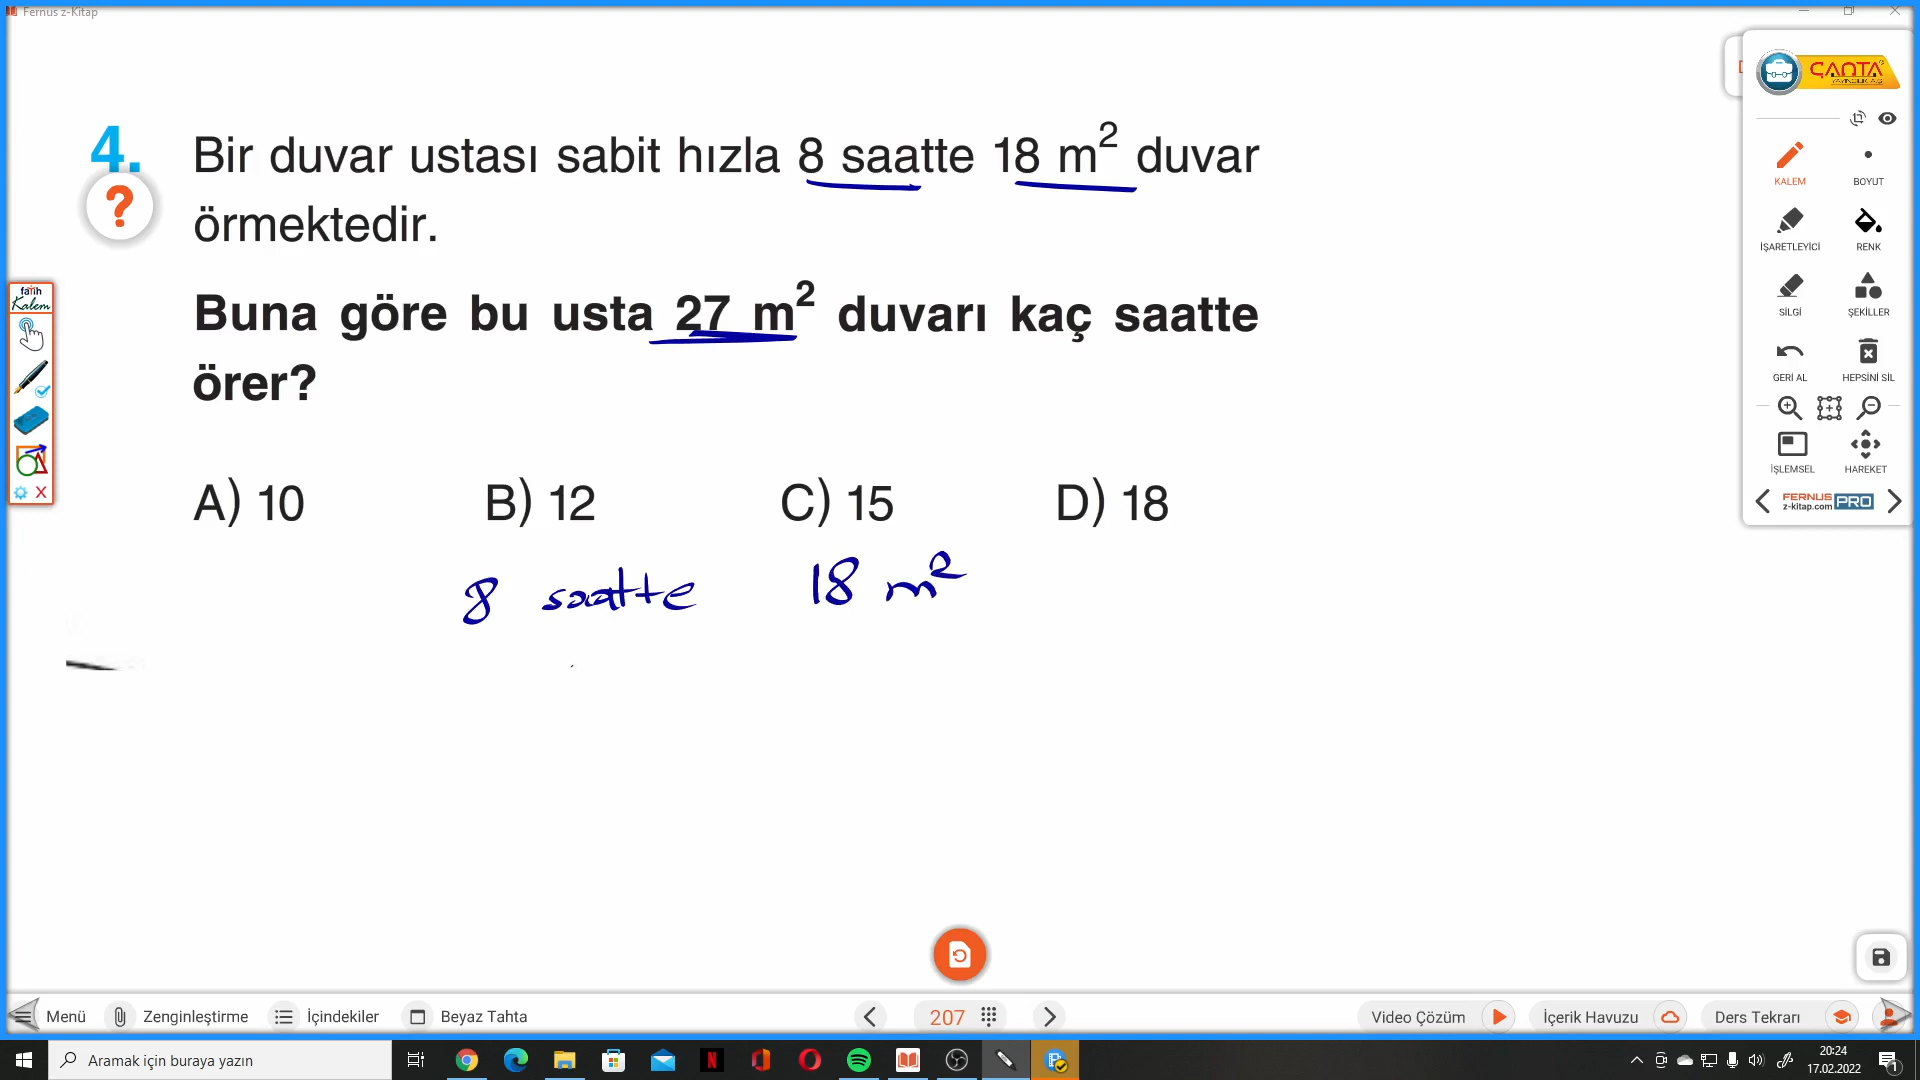 Fernus z-Kitap
4. Bir duvar ustası sabit hızla 8 saatte 18 m² duvar
örmektedir.
Buna göre bu usta 27 m² duvarı kaç saatte
örer?
A) 10 B) 12 C) 15 D) 18
8 saatte 18 m²
?
fatih
Kalem
ÇANTA
YAYINCILIK A.Ş.
KALEM BOYUT
İŞARETLEYİCİ RENK
SİLGİ ŞEKİLLER
GERİ AL HEPSİNİ SİL
İŞLEMSEL HAREKET
FERNUS
z-kitap.com PRO
Menü Zenginleştirme İçindekiler Beyaz Tahta 207 Video Çözüm İçerik Havuzu Ders Tekrarı
Aramak için buraya yazın
20:24
17.02.2022
1